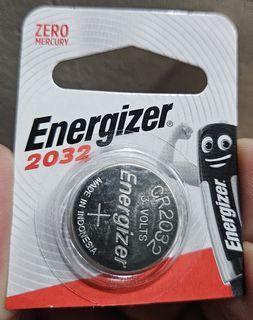 ZERO
MERCURY
Energizer
2032
MADE IN INDONESIA
Energizer
CR2032
3 VOLTS
Energizer